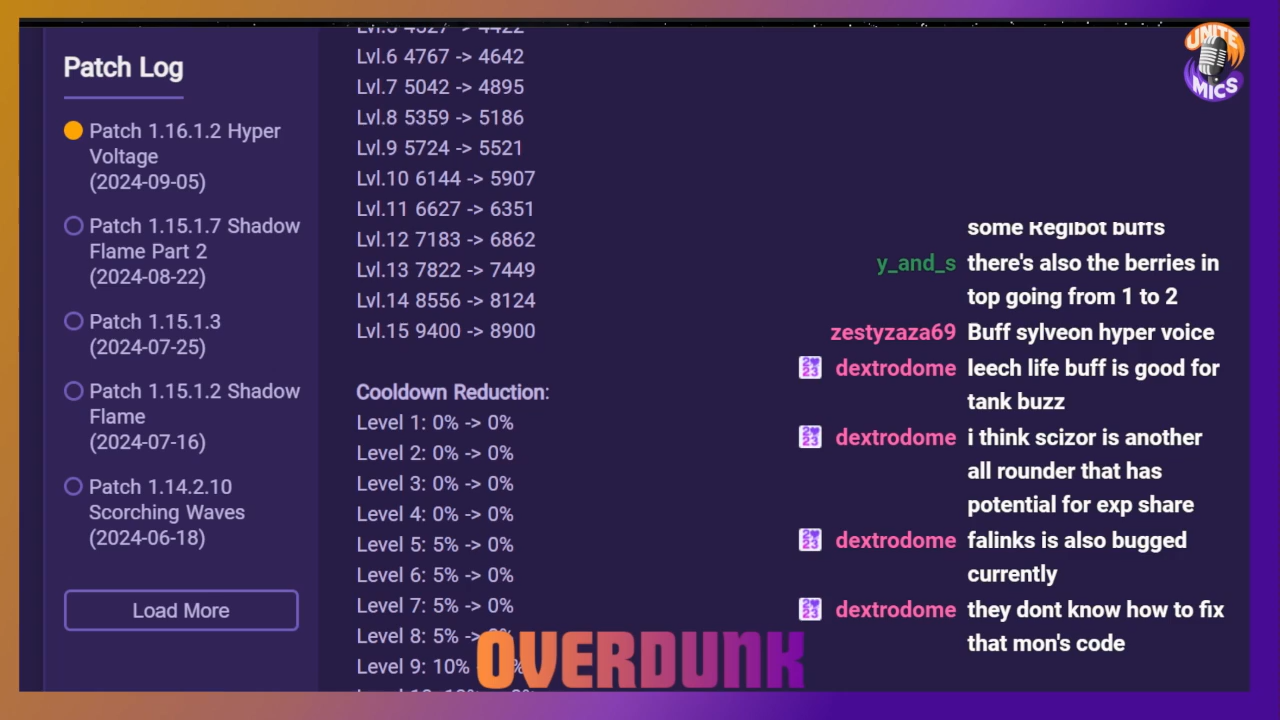 UNITE
MICS
Patch Log
Patch 1.16.1.2 Hyper
Voltage
(2024-09-05)
Patch 1.15.1.7 Shadow
Flame Part 2
(2024-08-22)
Patch 1.15.1.3
(2024-07-25)
Patch 1.15.1.2 Shadow
Flame
(2024-07-16)
Patch 1.14.2.10
Scorching Waves
(2024-06-18)
Load More
Lvl.6 4767 -> 4642
Lvl.7 5042 -> 4895
Lvl.8 5359 -> 5186
Lvl.9 5724 -> 5521
Lvl.10 6144 -> 5907
Lvl.11 6627 -> 6351
Lvl.12 7183 -> 6862
Lvl.13 7822 -> 7449
Lvl.14 8556 -> 8124
Lvl.15 9400 -> 8900
Cooldown Reduction:
Level 1: 0% -> 0%
Level 2: 0% -> 0%
Level 3: 0% -> 0%
Level 4: 0% -> 0%
Level 5: 5% -> 0%
Level 6: 5% -> 0%
Level 7: 5% -> 0%
Level 8: 5% ->
Level 9: 10%
OVERDUNK
some Regibot buffs
y_and_s there's also the berries in
top going from 1 to 2
zestyzaza69 Buff sylveon hyper voice
dextrodome leech life buff is good for
tank buzz
dextrodome i think scizor is another
all rounder that has
potential for exp share
dextrodome falinks is also bugged
currently
dextrodome they dont know how to fix
that mon's code